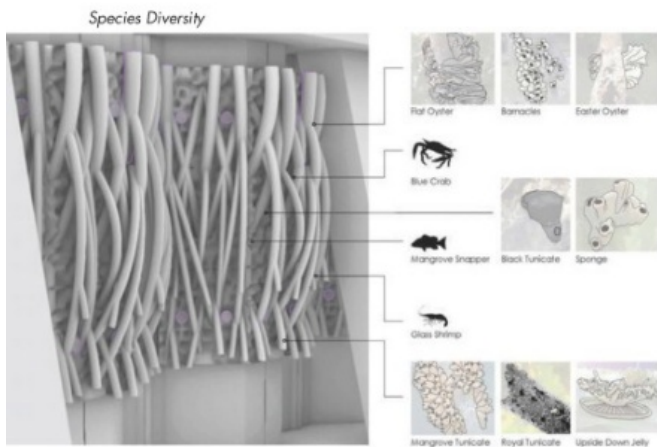 Species Diversity
Flat Oyster
Barnacles
Easter Oyster
Blue Crab
Mangrove Snapper
Black Tunicate
Sponge
Glass Shrimp
Mangrove Tunicate
Royal Tunicate
Upside Down Jelly